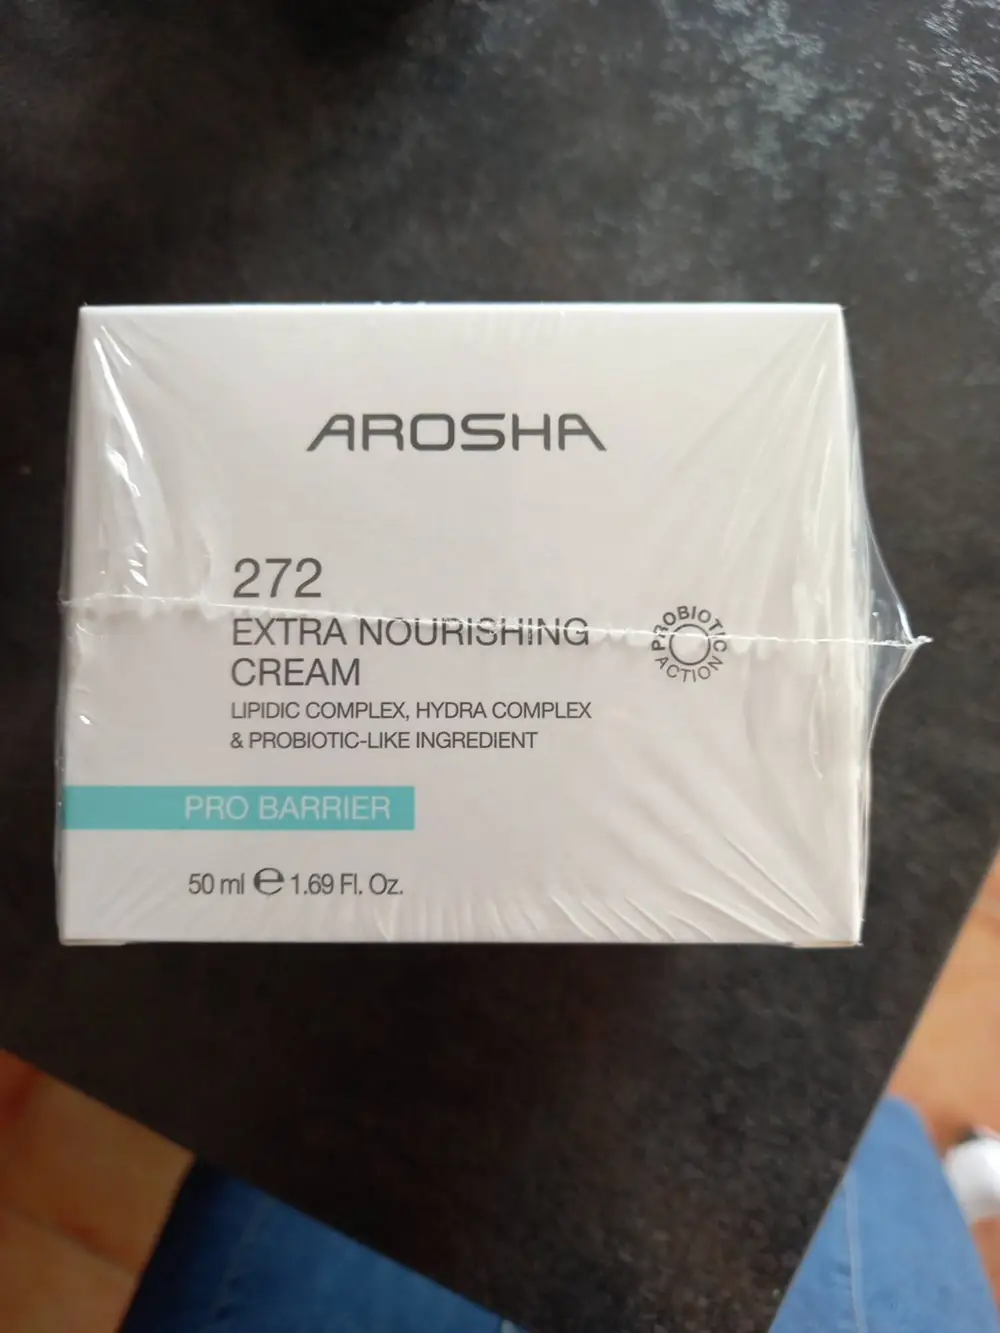 AROSHA
272
EXTRA NOURISHING
CREAM
LIPIDIC COMPLEX, HYDRA COMPLEX
& PROBIOTIC-LIKE INGREDIENT
PROBIOTIC
ACTION
PRO BARRIER
50 ml ℮ 1.69 Fl. Oz.